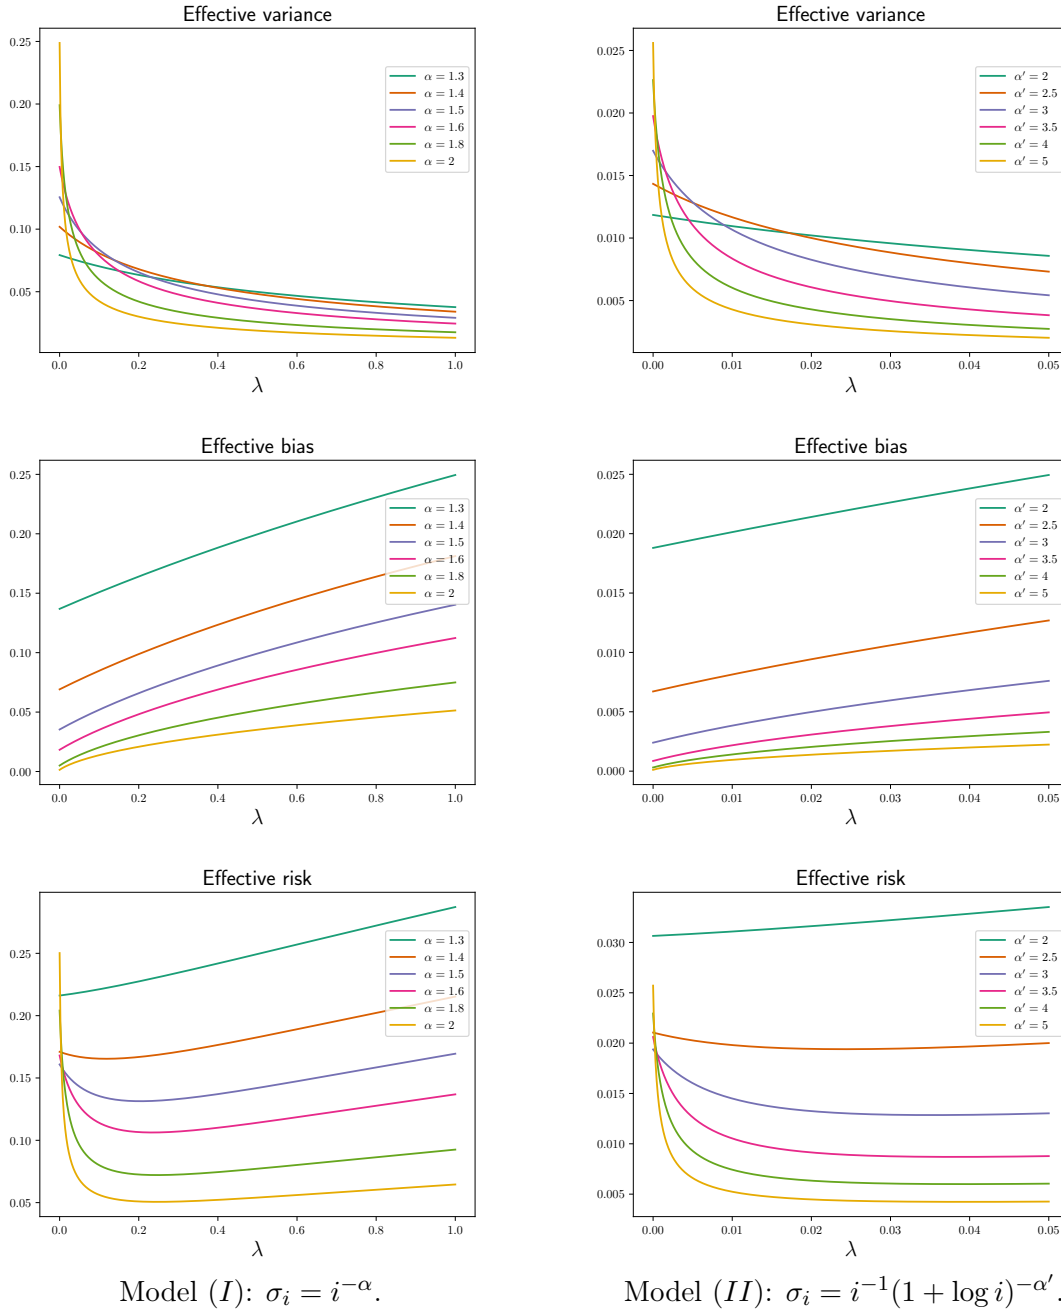 Effective variance
0.25
0.20
0.15
0.10
0.05
α = 1.3
α = 1.4
α = 1.5
α = 1.6
α = 1.8
α = 2
0.0 0.2 0.4 0.6 0.8 1.0
λ
Effective variance
0.025
0.020
0.015
0.010
0.005
α′ = 2
α′ = 2.5
α′ = 3
α′ = 3.5
α′ = 4
α′ = 5
0.00 0.01 0.02 0.03 0.04 0.05
λ
Effective bias
0.25
0.20
0.15
0.10
0.05
0.00
α = 1.3
α = 1.4
α = 1.5
α = 1.6
α = 1.8
α = 2
0.0 0.2 0.4 0.6 0.8 1.0
λ
Effective bias
0.025
0.020
0.015
0.010
0.005
0.000
α′ = 2
α′ = 2.5
α′ = 3
α′ = 3.5
α′ = 4
α′ = 5
0.00 0.01 0.02 0.03 0.04 0.05
λ
Effective risk
0.25
0.20
0.15
0.10
0.05
α = 1.3
α = 1.4
α = 1.5
α = 1.6
α = 1.8
α = 2
0.0 0.2 0.4 0.6 0.8 1.0
λ
Effective risk
0.030
0.025
0.020
0.015
0.010
0.005
α′ = 2
α′ = 2.5
α′ = 3
α′ = 3.5
α′ = 4
α′ = 5
0.00 0.01 0.02 0.03 0.04 0.05
λ
Model (I): σᵢ = i^{−α}.
Model (II): σᵢ = i^{−1}(1 + log i)^{−α′}.